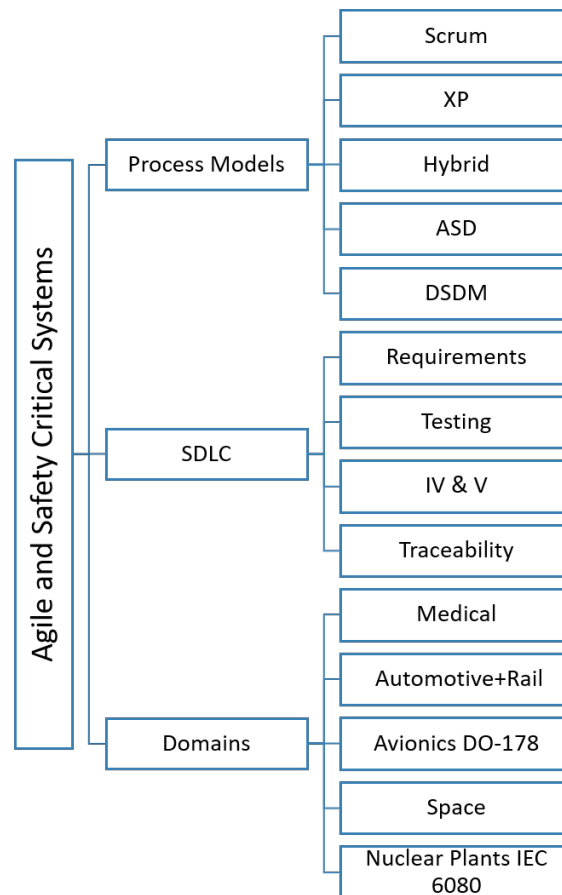 Agile and Safety Critical Systems
Process Models
Scrum
XP
Hybrid
ASD
DSDM
SDLC
Requirements
Testing
IV & V
Traceability
Domains
Medical
Automotive+Rail
Avionics DO-178
Space
Nuclear Plants IEC
6080